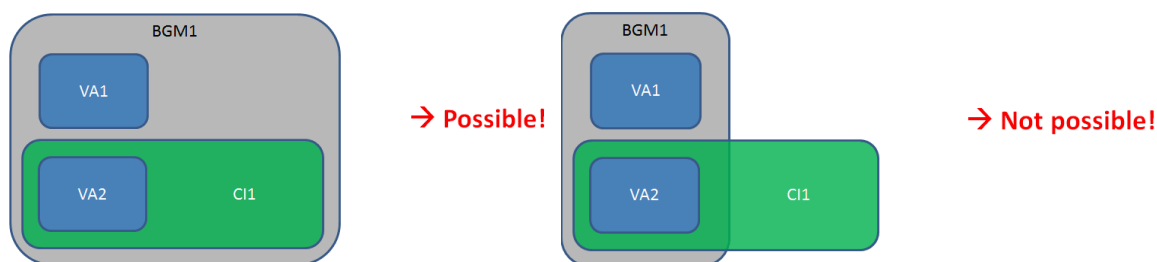 BGM1
VA1
VA2
CI1
→ Possible!
BGM1
VA1
VA2
CI1
→ Not possible!